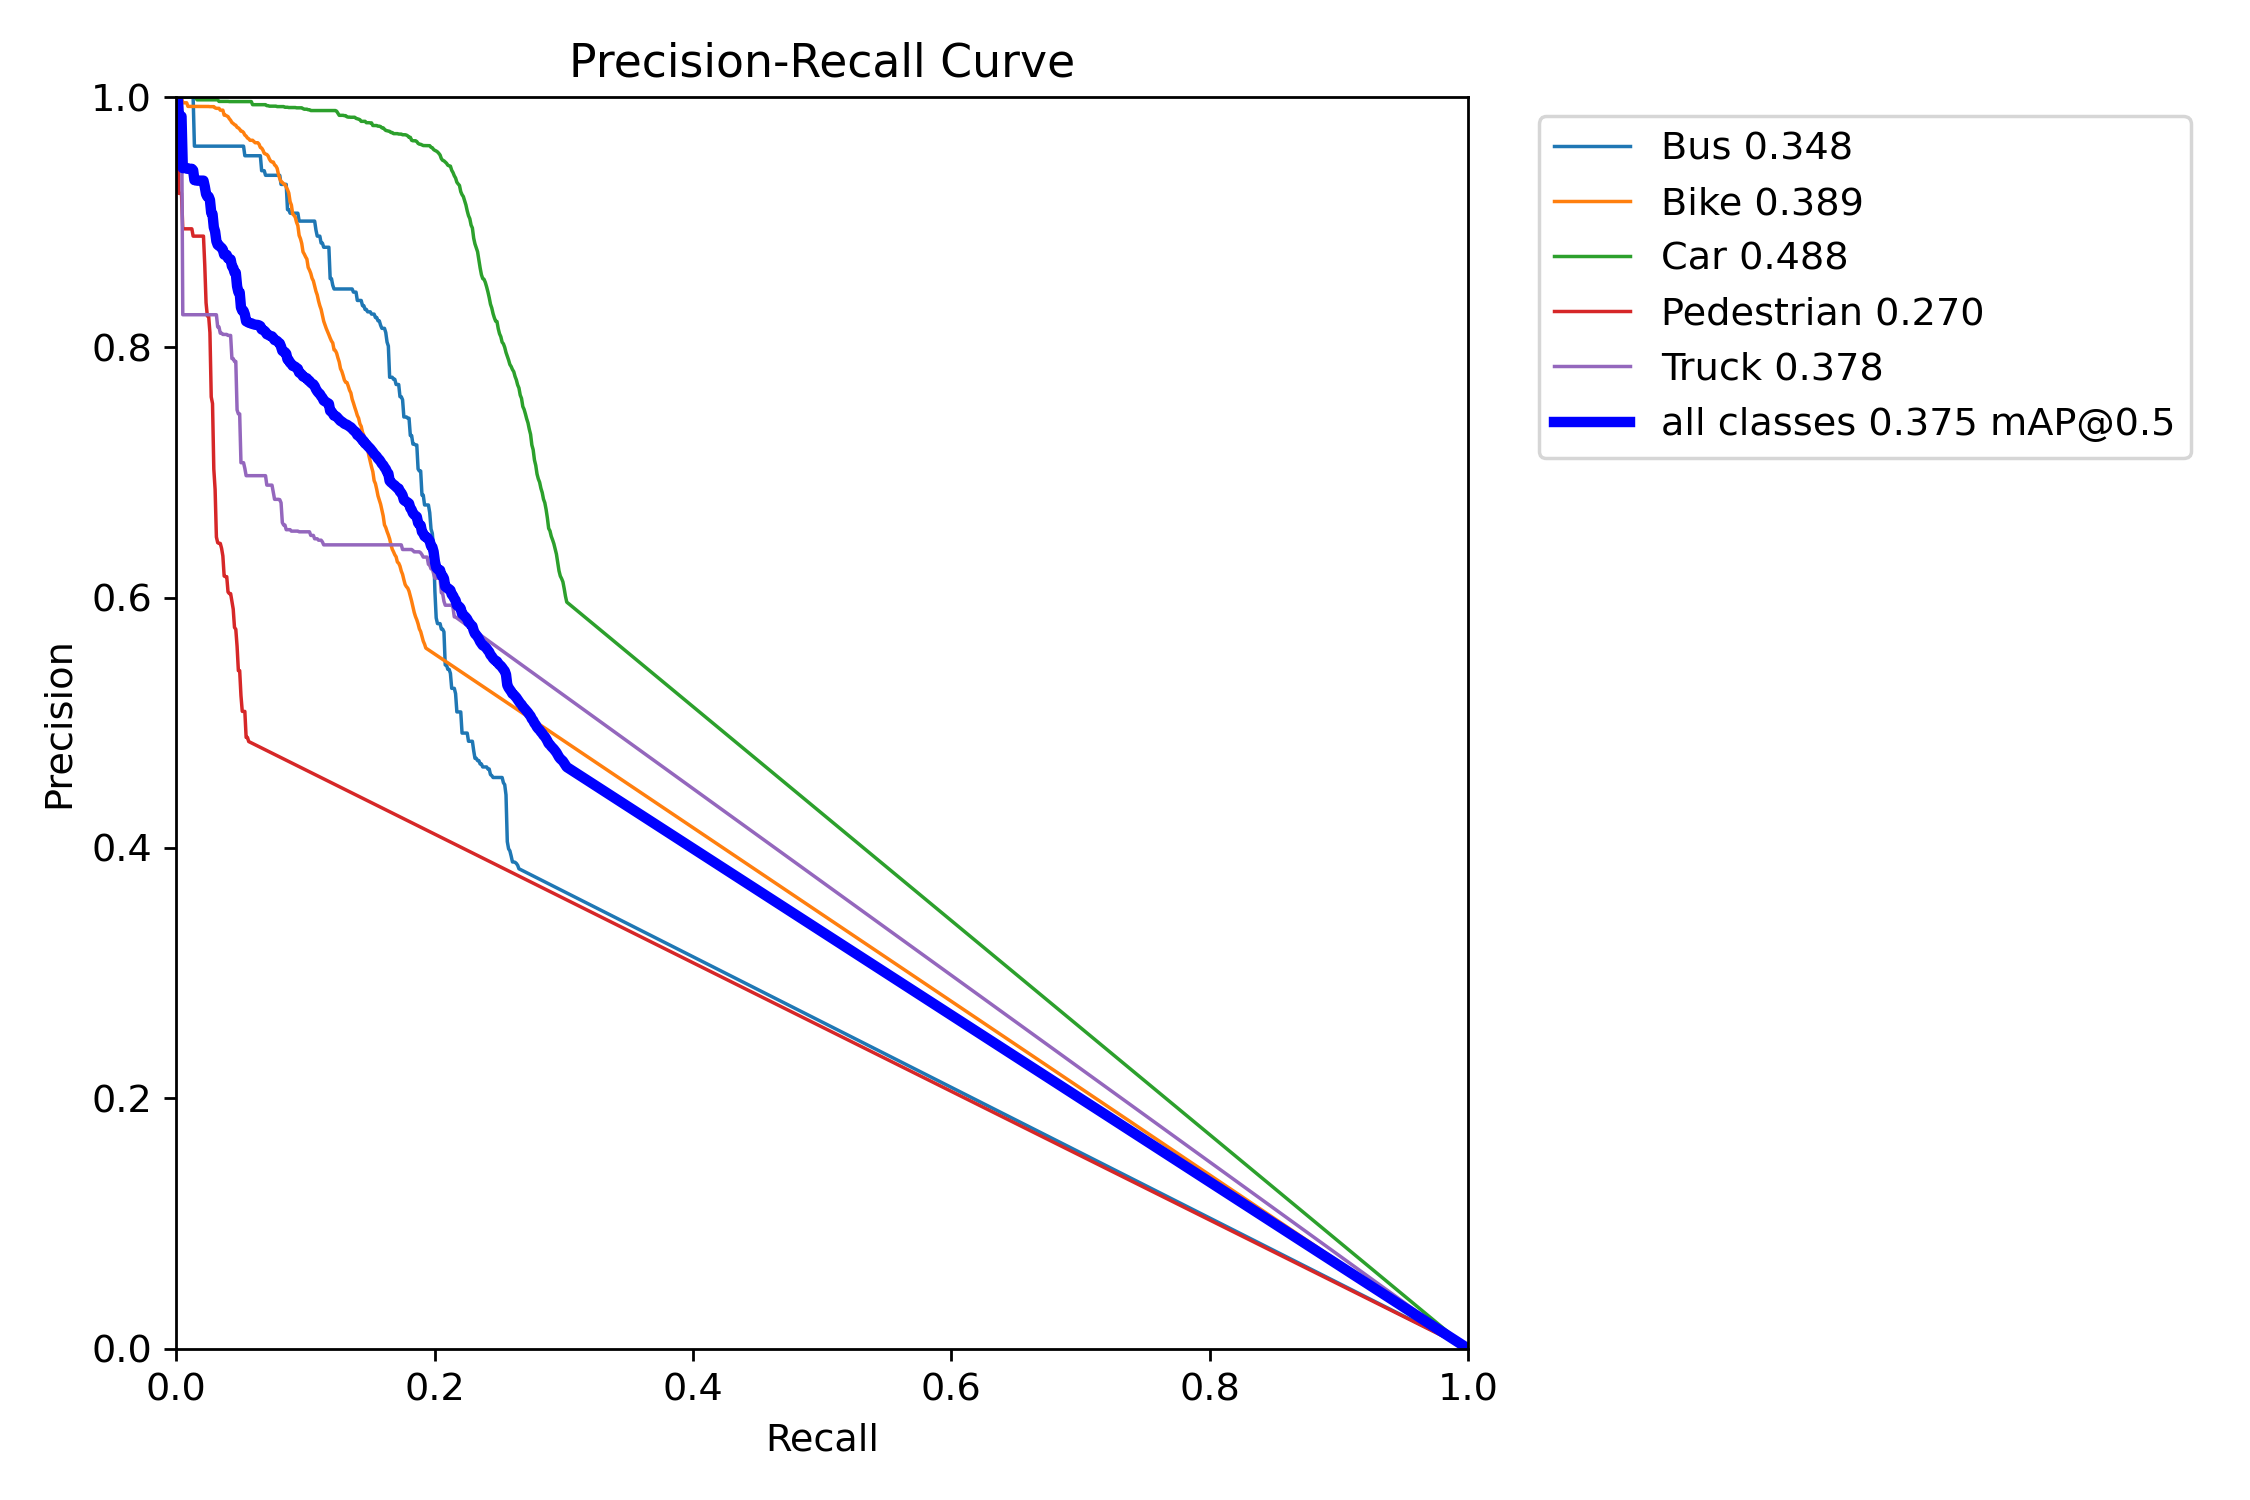 Precision-Recall Curve
1.0
0.8
0.6
0.4
0.2
0.0
Precision
0.0 0.2 0.4 0.6 0.8 1.0
Recall
Bus 0.348
Bike 0.389
Car 0.488
Pedestrian 0.270
Truck 0.378
all classes 0.375 mAP@0.5